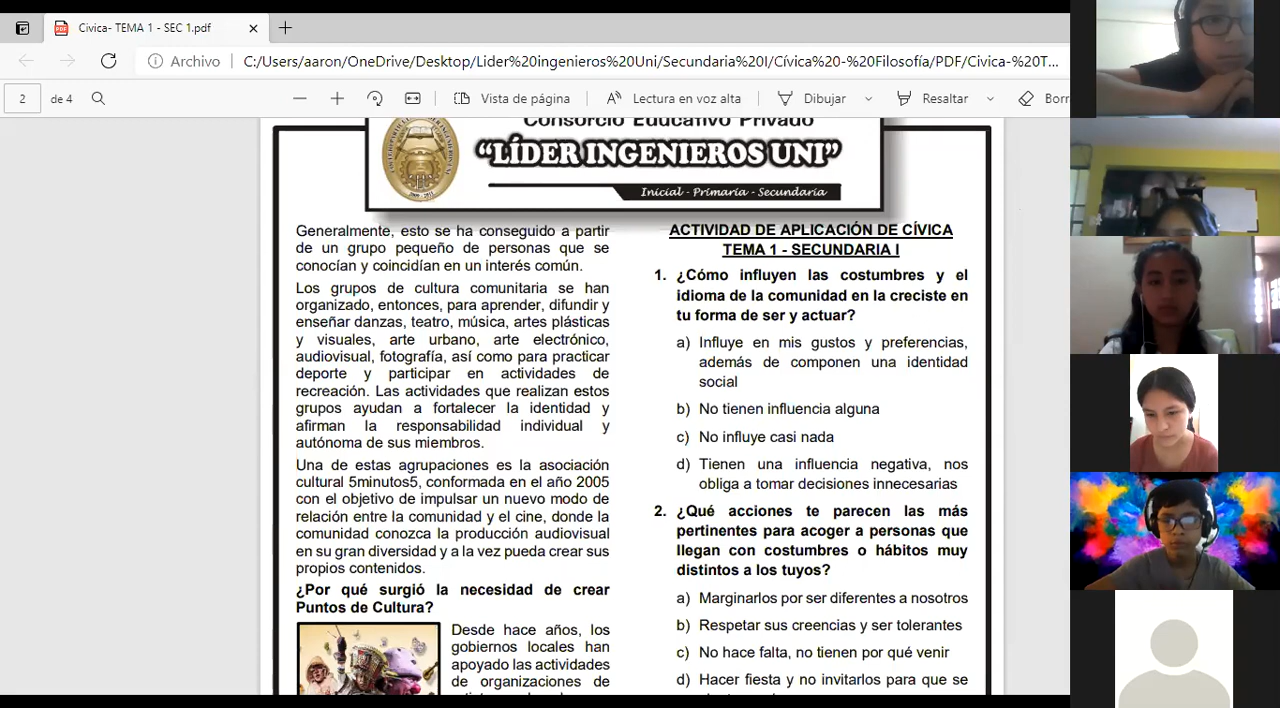 Civica- TEMA 1 - SEC 1.pdf
Archivo
C:/Users/aaron/OneDrive/Desktop/Lider%20ingenieros%20Uni/Secundaria%20I/Cívica%20-%20Filosofía/PDF/Civica-%20T...
2 de 4
Vista de página
Lectura en voz alta
Dibujar
Resaltar
Borr
Consorcio Educativo Privado
“LÍDER INGENIEROS UNI”
Inicial - Primaria - Secundaria
Generalmente, esto se ha conseguido a partir
de un grupo pequeño de personas que se
conocían y coincidían en un interés común.
Los grupos de cultura comunitaria se han
organizado, entonces, para aprender, difundir y
enseñar danzas, teatro, música, artes plásticas
y visuales, arte urbano, arte electrónico,
audiovisual, fotografía, así como para practicar
deporte y participar en actividades de
recreación. Las actividades que realizan estos
grupos ayudan a fortalecer la identidad y
afirman la responsabilidad individual y
autónoma de sus miembros.
Una de estas agrupaciones es la asociación
cultural 5minutos5, conformada en el año 2005
con el objetivo de impulsar un nuevo modo de
relación entre la comunidad y el cine, donde la
comunidad conozca la producción audiovisual
en su gran diversidad y a la vez pueda crear sus
propios contenidos.
¿Por qué surgió la necesidad de crear
Puntos de Cultura?
Desde hace años, los
gobiernos locales han
apoyado las actividades
de organizaciones de
ACTIVIDAD DE APLICACIÓN DE CÍVICA
TEMA 1 - SECUNDARIA I
1. ¿Cómo influyen las costumbres y el
idioma de la comunidad en la creciste en
tu forma de ser y actuar?
a) Influye en mis gustos y preferencias,
además de componen una identidad
social
b) No tienen influencia alguna
c) No influye casi nada
d) Tienen una influencia negativa, nos
obliga a tomar decisiones innecesarias
2. ¿Qué acciones te parecen las más
pertinentes para acoger a personas que
llegan con costumbres o hábitos muy
distintos a los tuyos?
a) Marginarlos por ser diferentes a nosotros
b) Respetar sus creencias y ser tolerantes
c) No hace falta, no tienen por qué venir
d) Hacer fiesta y no invitarlos para que se